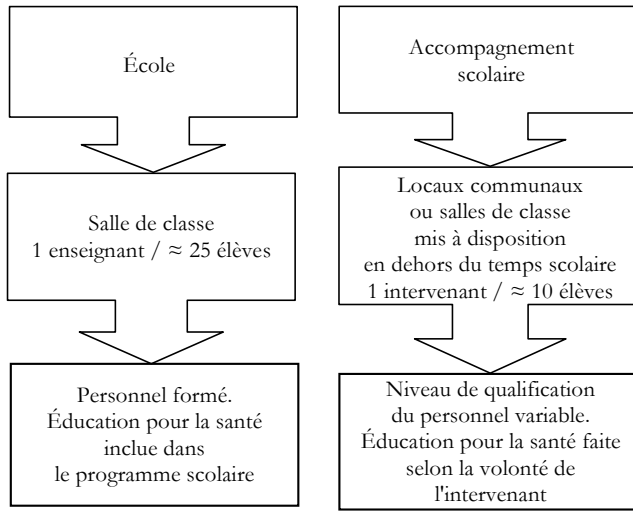 École
Salle de classe
1 enseignant / ≈ 25 élèves
Personnel formé.
Éducation pour la santé
inclue dans
le programme scolaire
Accompagnement
scolaire
Locaux communaux
ou salles de classe
mis à disposition
en dehors du temps scolaire
1 intervenant / ≈ 10 élèves
Niveau de qualification
du personnel variable.
Éducation pour la santé faite
selon la volonté de
l'intervenant